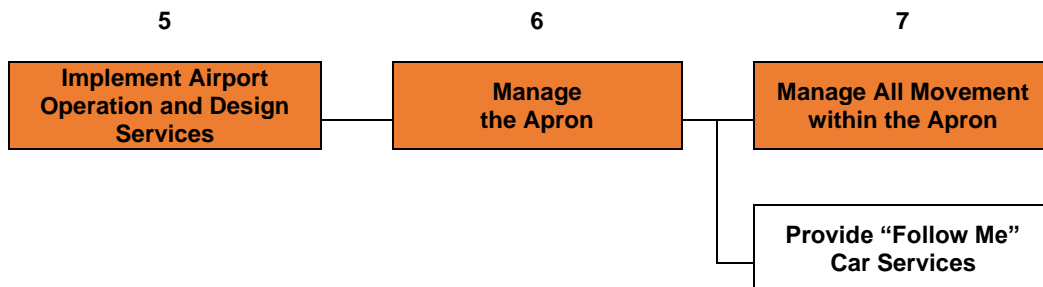 5
6
7
Implement Airport
Operation and Design
Services
Manage
the Apron
Manage All Movement
within the Apron
Provide “Follow Me”
Car Services